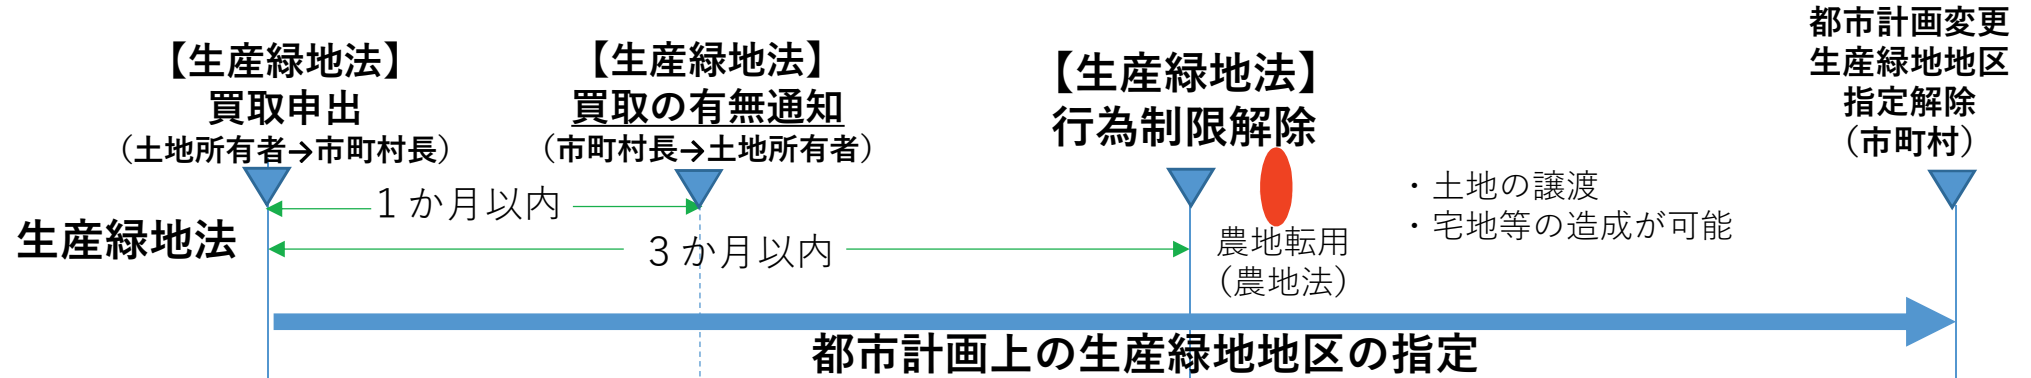 【生産緑地法】
買取申出
（土地所有者→市町村長）
【生産緑地法】
買取の有無通知
（市町村長→土地所有者）
【生産緑地法】
行為制限解除
都市計画変更
生産緑地地区
指定解除
（市町村）
１か月以内
・土地の譲渡
・宅地等の造成が可能
生産緑地法
３か月以内
農地転用
（農地法）
都市計画上の生産緑地地区の指定